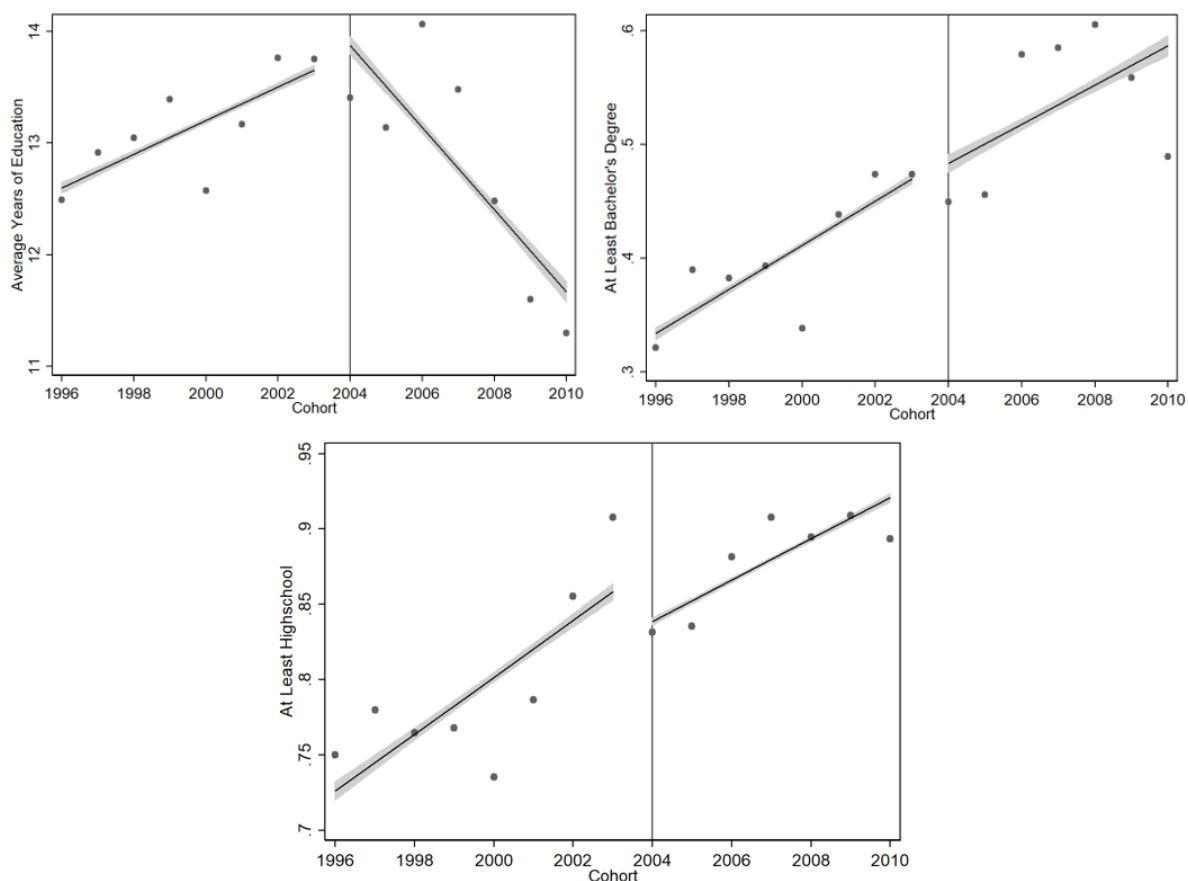 Average Years of Education
14
13
12
11
1996 1998 2000 2002 2004 2006 2008 2010
Cohort
At Least Bachelor's Degree
.6
.5
.4
.3
1996 1998 2000 2002 2004 2006 2008 2010
Cohort
At Least Highschool
.95
.9
.85
.8
.75
.7
1996 1998 2000 2002 2004 2006 2008 2010
Cohort